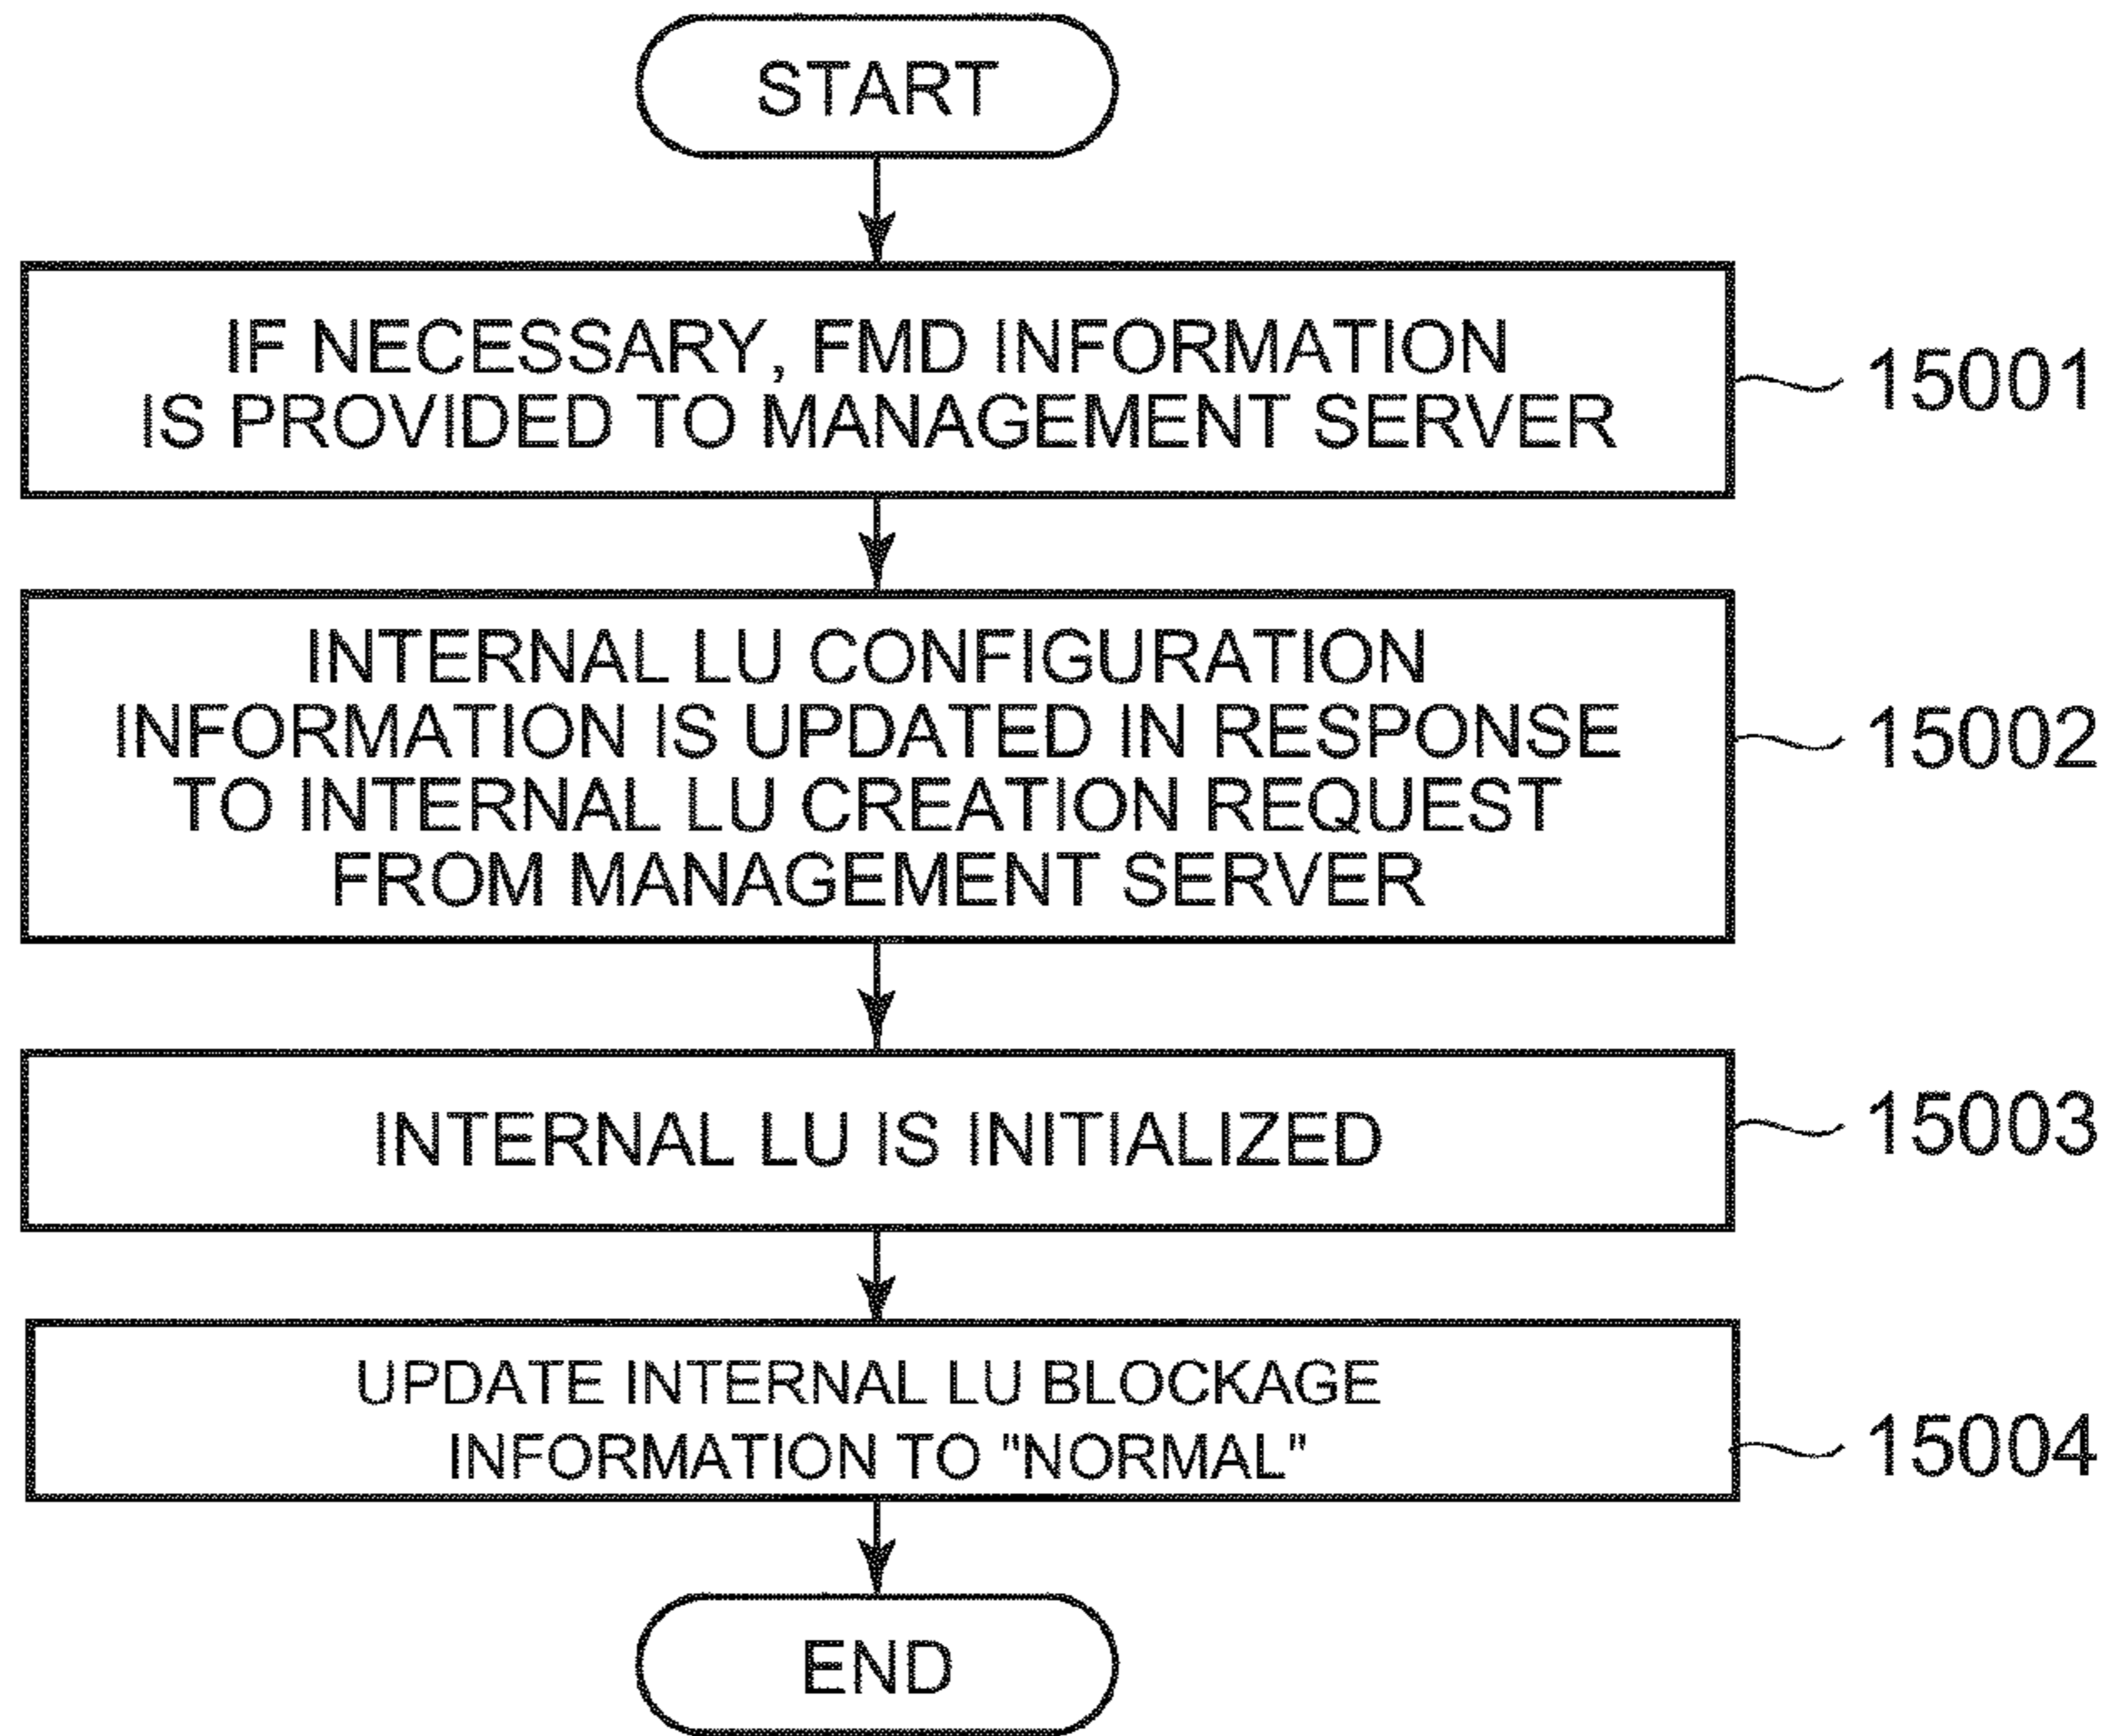 START
IF NECESSARY, FMD INFORMATION
IS PROVIDED TO MANAGEMENT SERVER
15001
INTERNAL LU CONFIGURATION
INFORMATION IS UPDATED IN RESPONSE
TO INTERNAL LU CREATION REQUEST
FROM MANAGEMENT SERVER
15002
INTERNAL LU IS INITIALIZED
15003
UPDATE INTERNAL LU BLOCKAGE
INFORMATION TO "NORMAL"
15004
END